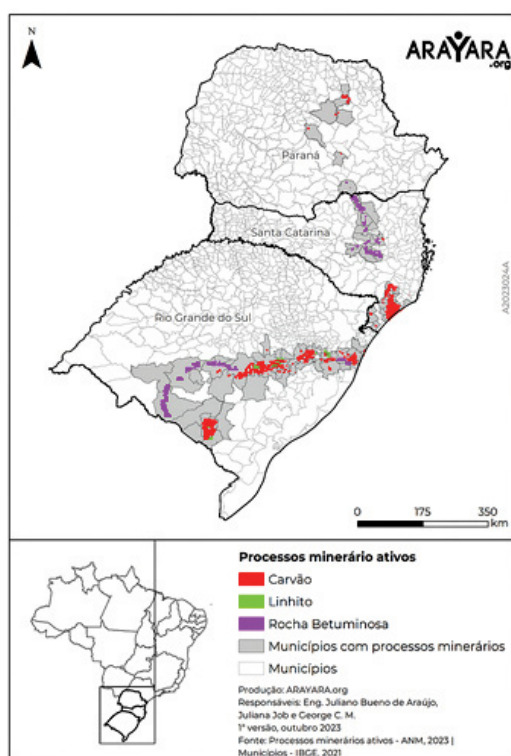 N
ARAYARA
.org
Paraná
Santa Catarina
Rio Grande do Sul
A2023024A
0 175 350
km
Processos minerário ativos
Carvão
Linhito
Rocha Betuminosa
Municípios com processos minerários
Municípios
Produção: ARAYARA.org
Responsáveis: Eng. Juliano Bueno de Araújo,
Juliana Job e George C. M.
1ª versão, outubro 2023
Fonte: Processos minerários ativos - ANM, 2023 |
Municípios - IBGE, 2021